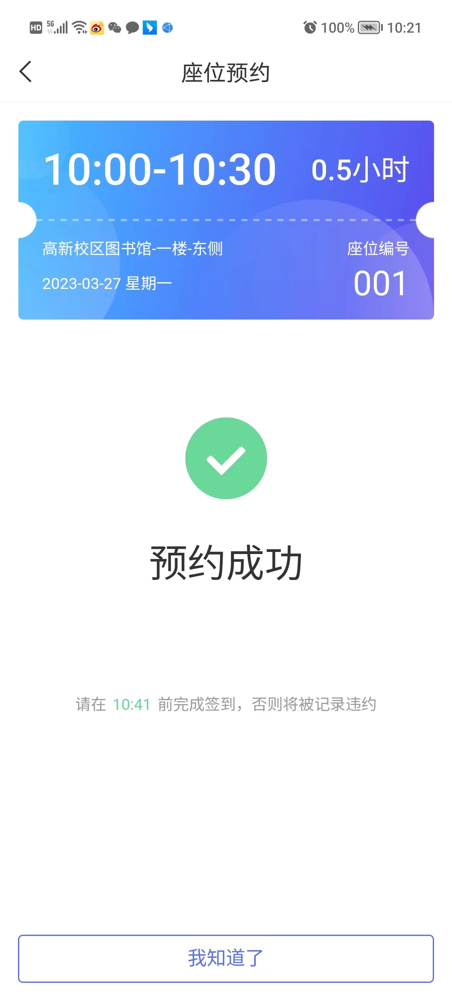 HD 5G 100% 10:21
座位预约
10:00-10:30 0.5小时
高新校区图书馆-一楼-东侧 座位编号
2023-03-27 星期一 001
预约成功
请在 10:41 前完成签到，否则将被记录违约
我知道了